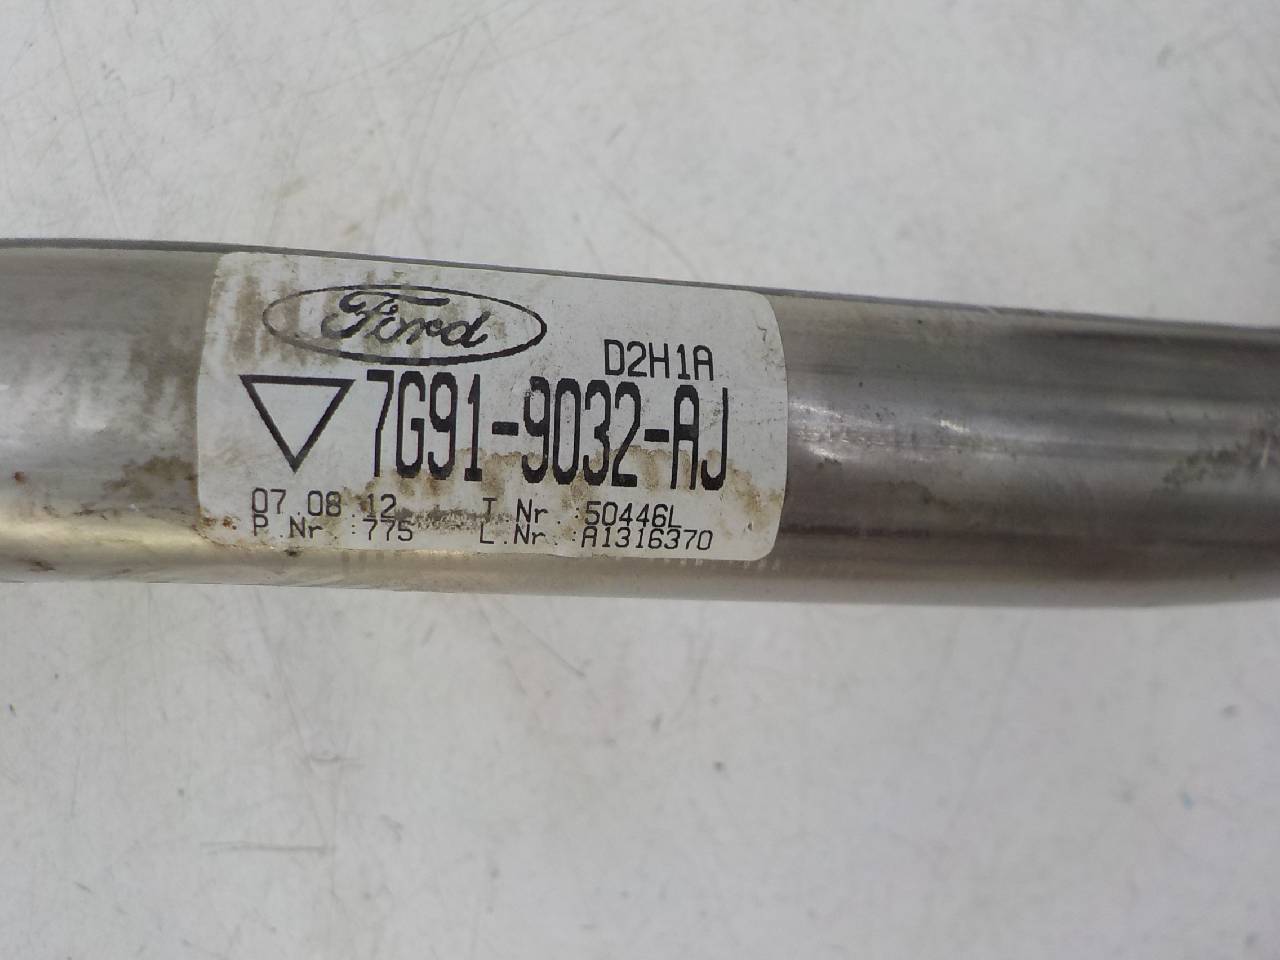 Ford
D2H1A
7G91-9032-AJ
07.08.12 T Nr. :50446L
P.Nr. :775 L.Nr. :A1316370